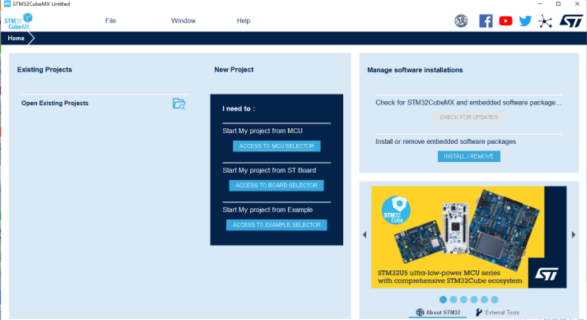 STM32CubeMX Untitled
STM32
CubeMX
File
Window
Help
Home
Existing Projects
New Project
Manage software installations
Open Existing Projects
I need to :
Start My project from MCU
ACCESS TO MCU SELECTOR
Start My project from ST Board
ACCESS TO BOARD SELECTOR
Start My project from Example
ACCESS TO EXAMPLE SELECTOR
Check for STM32CubeMX and embedded software package...
CHECK FOR UPDATES
Install or remove embedded software packages
INSTALL / REMOVE
STM32
Cube
STM32U5 ultra-low-power MCU series
with comprehensive STM32Cube ecosystem
About STM32
External Tools